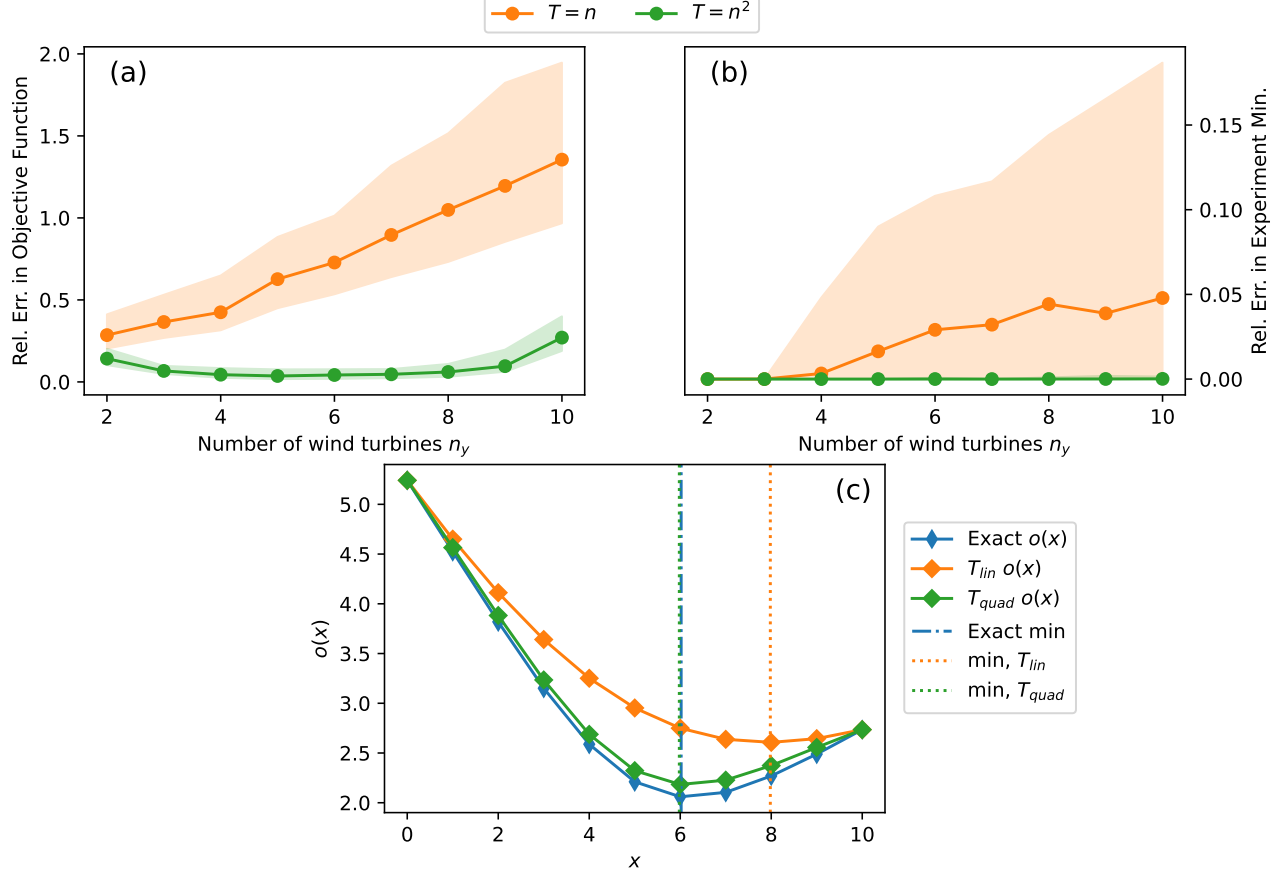 T = n
T = n²
(a)
Rel. Err. in Objective Function
2.0
1.5
1.0
0.5
0.0
2 4 6 8 10
Number of wind turbines n_y
(b)
Rel. Err. in Experiment Min.
0.15
0.10
0.05
0.00
2 4 6 8 10
Number of wind turbines n_y
(c)
o(x)
5.0
4.5
4.0
3.5
3.0
2.5
2.0
0 2 4 6 8 10
x
Exact o(x)
T_lin o(x)
T_quad o(x)
Exact min
min, T_lin
min, T_quad